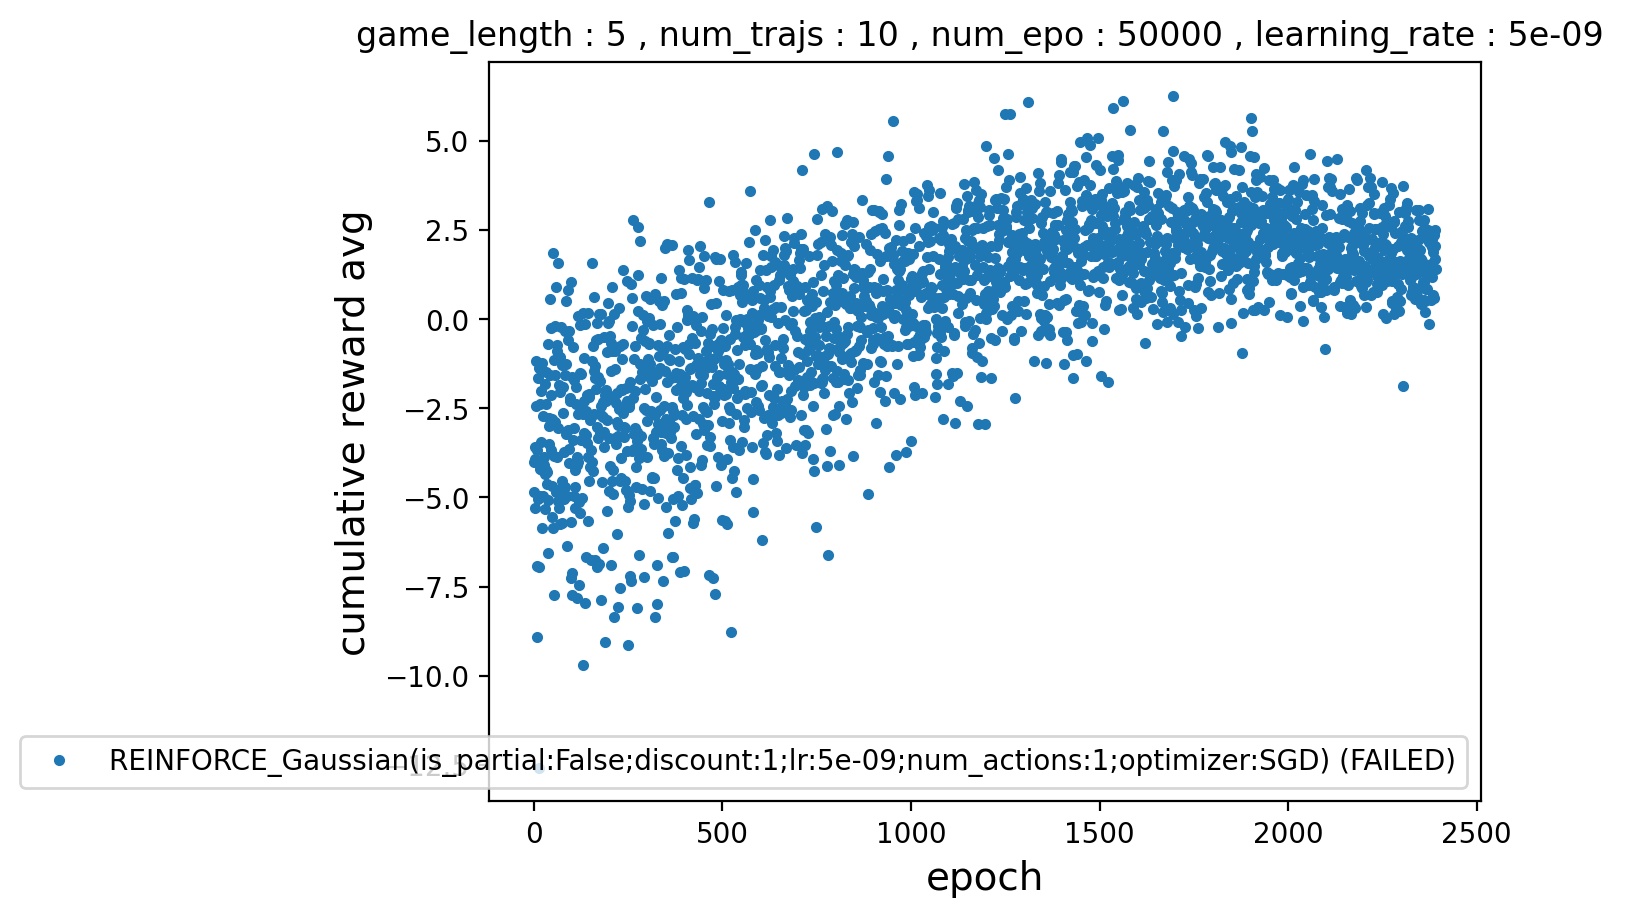 game_length : 5 , num_trajs : 10 , num_epo : 50000 , learning_rate : 5e-09
cumulative reward avg
5.0
2.5
0.0
−2.5
−5.0
−7.5
−10.0
−12.5
REINFORCE_Gaussian(is_partial:False;discount:1;lr:5e-09;num_actions:1;optimizer:SGD) (FAILED)
0 500 1000 1500 2000 2500
epoch